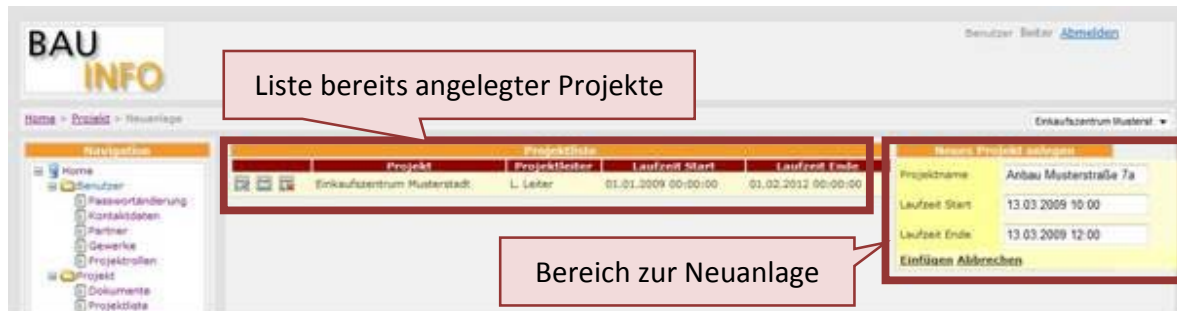 BAU
INFO
Benutzer lleiter Abmelden
Liste bereits angelegter Projekte
Home > Projekt > Neuanlage
Einkaufszentrum Musterst.
Navigation
Projektliste
Neues Projekt anlegen
Projekt Projektleiter Laufzeit Start Laufzeit Ende
Einkaufszentrum Musterstadt L. Leiter 01.01.2009 00:00:00 01.02.2012 00:00:00
Home
Benutzer
Passwortänderung
Kontaktdaten
Partner
Gewerke
Projektrollen
Projekt
Dokumente
Projektliste
Projektname Anbau Musterstraße 7a
Laufzeit Start 13.03.2009 10:00
Laufzeit Ende 13.03.2009 12:00
Einfügen Abbrechen
Bereich zur Neuanlage